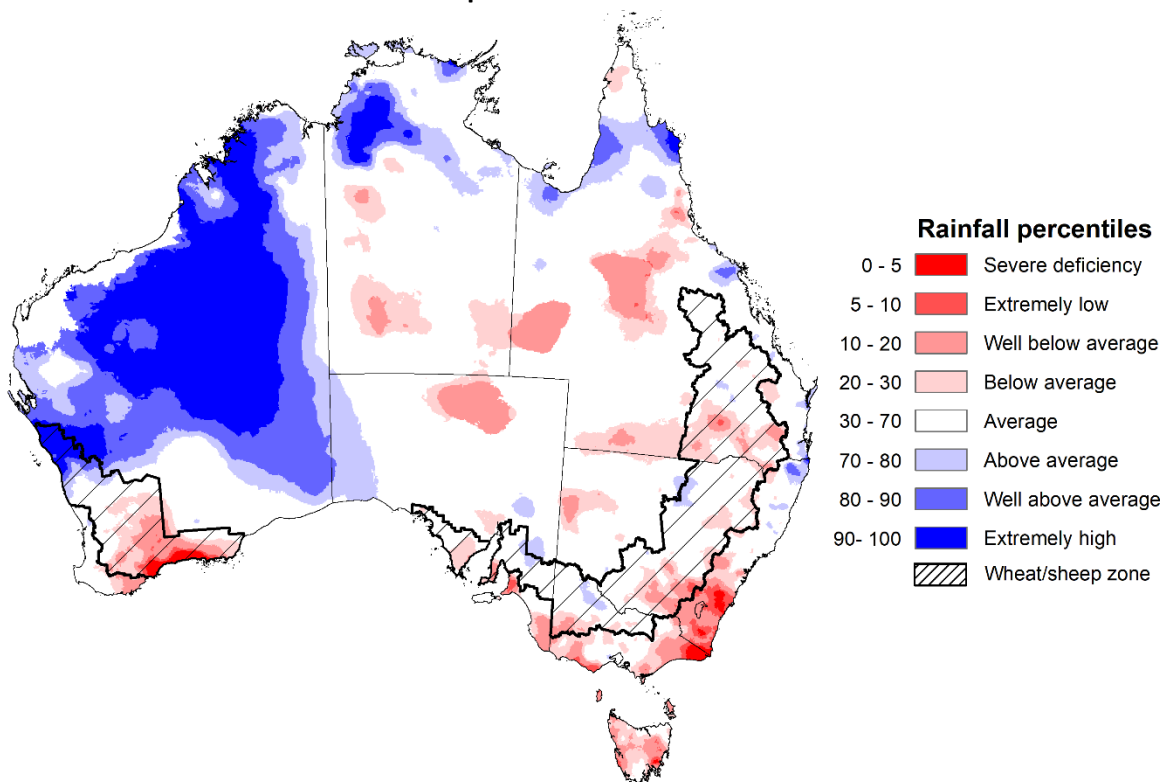 Rainfall percentiles
0 - 5 Severe deficiency
5 - 10 Extremely low
10 - 20 Well below average
20 - 30 Below average
30 - 70 Average
70 - 80 Above average
80 - 90 Well above average
90- 100 Extremely high
Wheat/sheep zone